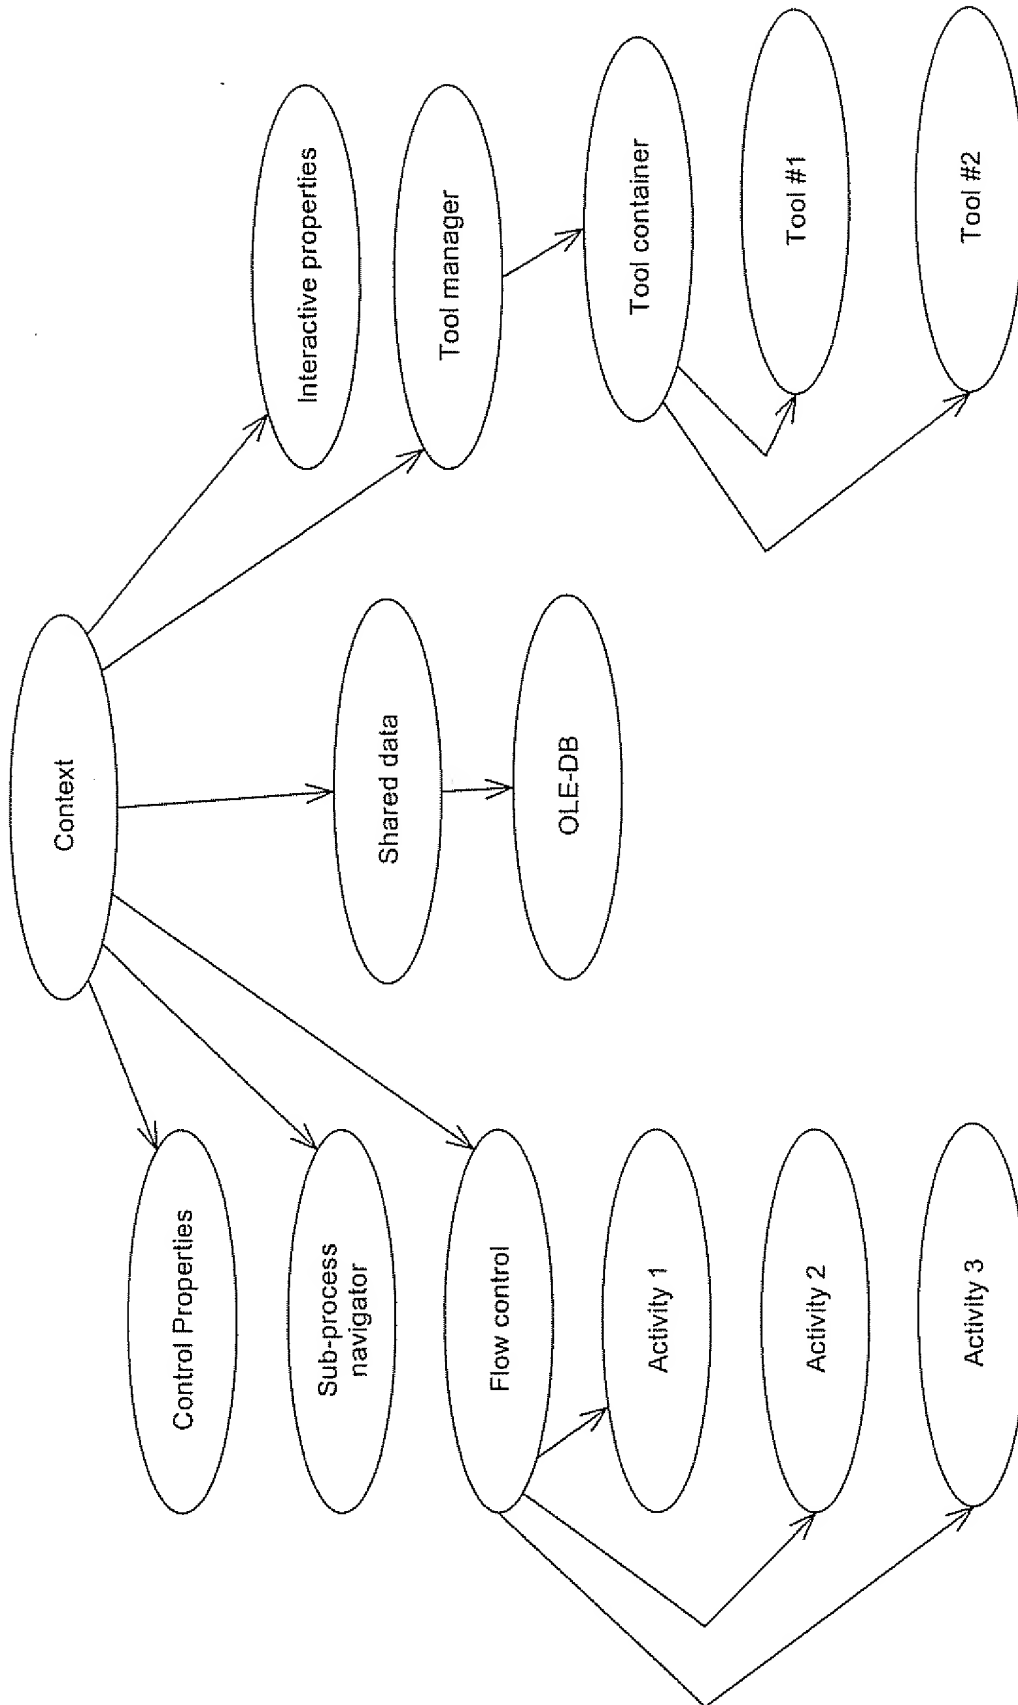 Context
Control Properties
Sub-process
navigator
Flow control
Activity 1
Activity 2
Activity 3
Shared data
OLE-DB
Interactive properties
Tool manager
Tool container
Tool #1
Tool #2